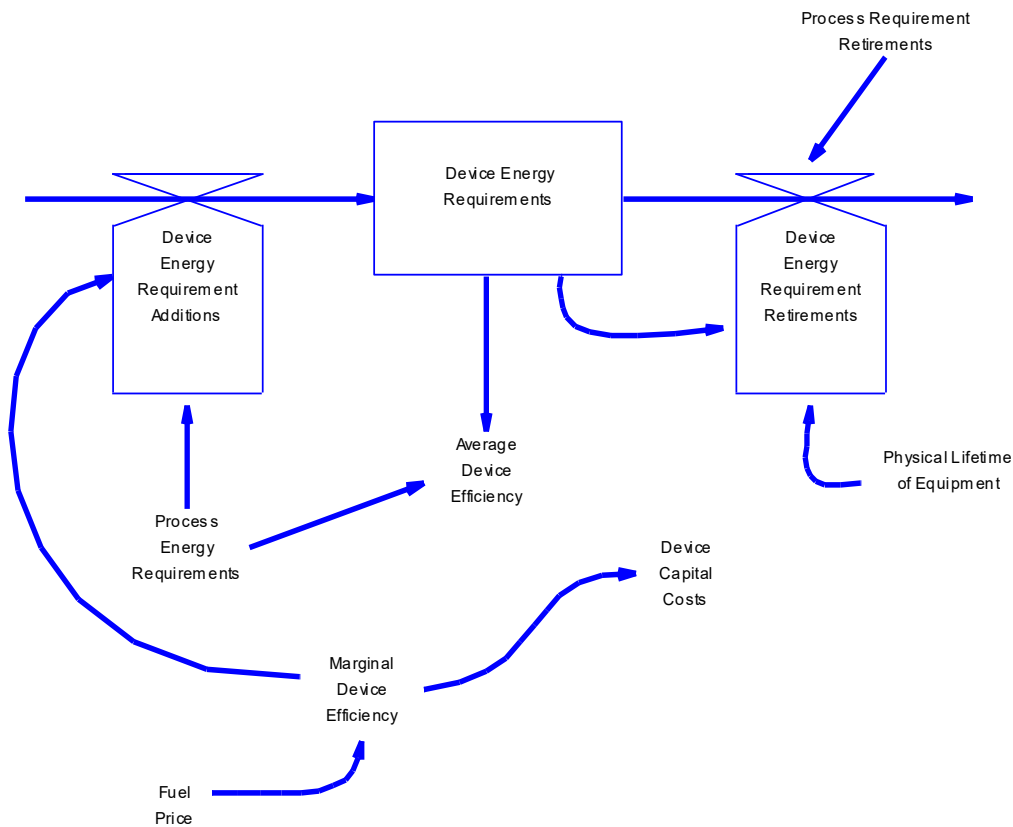 Process Requirement
Retirements
Device Energy
Requirements
Device
Energy
Requirement
Additions
Device
Energy
Requirement
Retirements
Average
Device
Efficiency
Physical Lifetime
of Equipment
Process
Energy
Requirements
Device
Capital
Costs
Marginal
Device
Efficiency
Fuel
Price